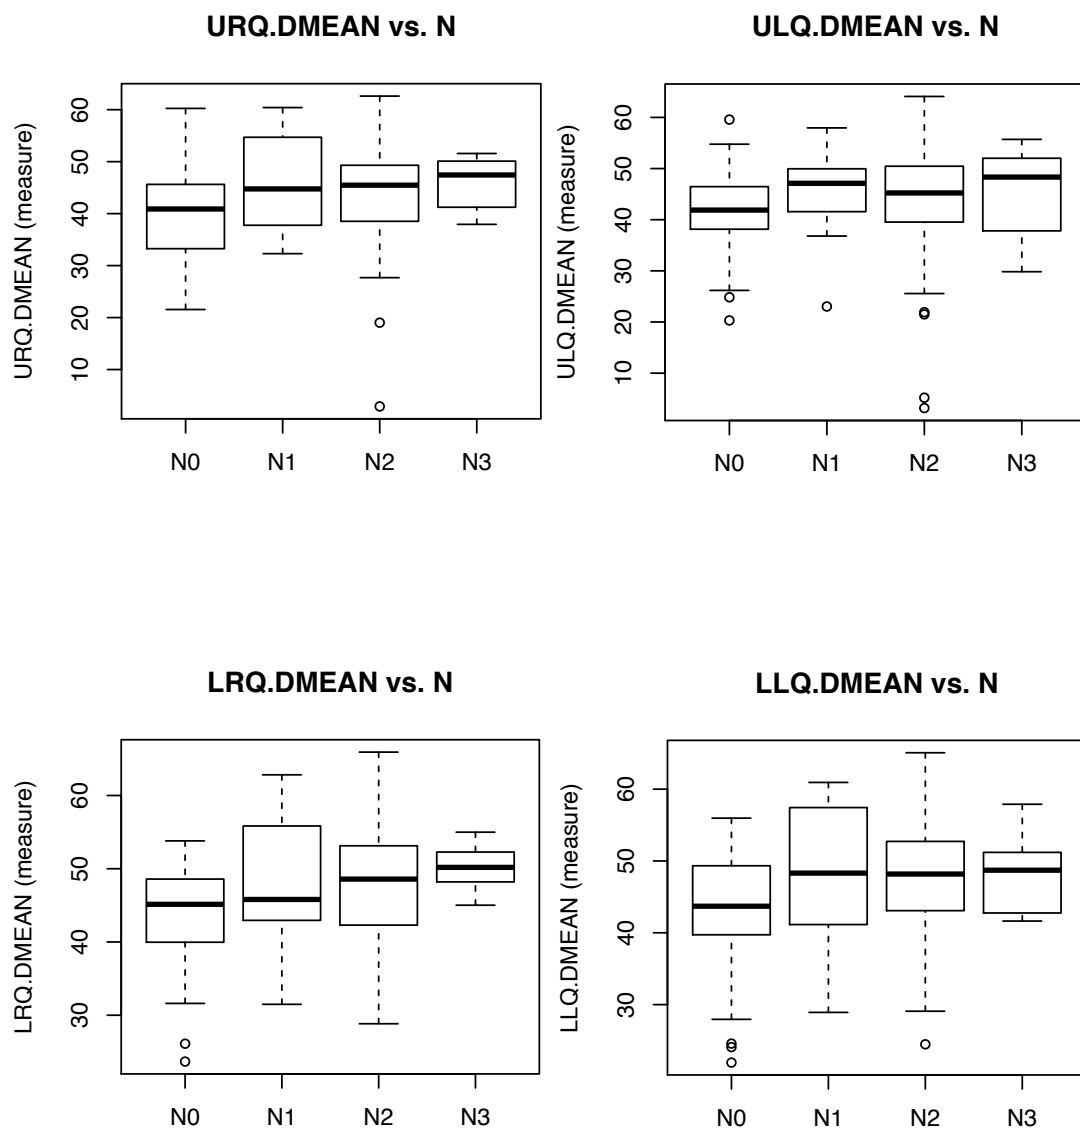 URQ.DMEAN vs. N
URQ.DMEAN (measure)
60
50
40
30
20
10
N0 N1 N2 N3
ULQ.DMEAN vs. N
ULQ.DMEAN (measure)
60
50
40
30
20
10
N0 N1 N2 N3
LRQ.DMEAN vs. N
LRQ.DMEAN (measure)
60
50
40
30
N0 N1 N2 N3
LLQ.DMEAN vs. N
LLQ.DMEAN (measure)
60
50
40
30
N0 N1 N2 N3